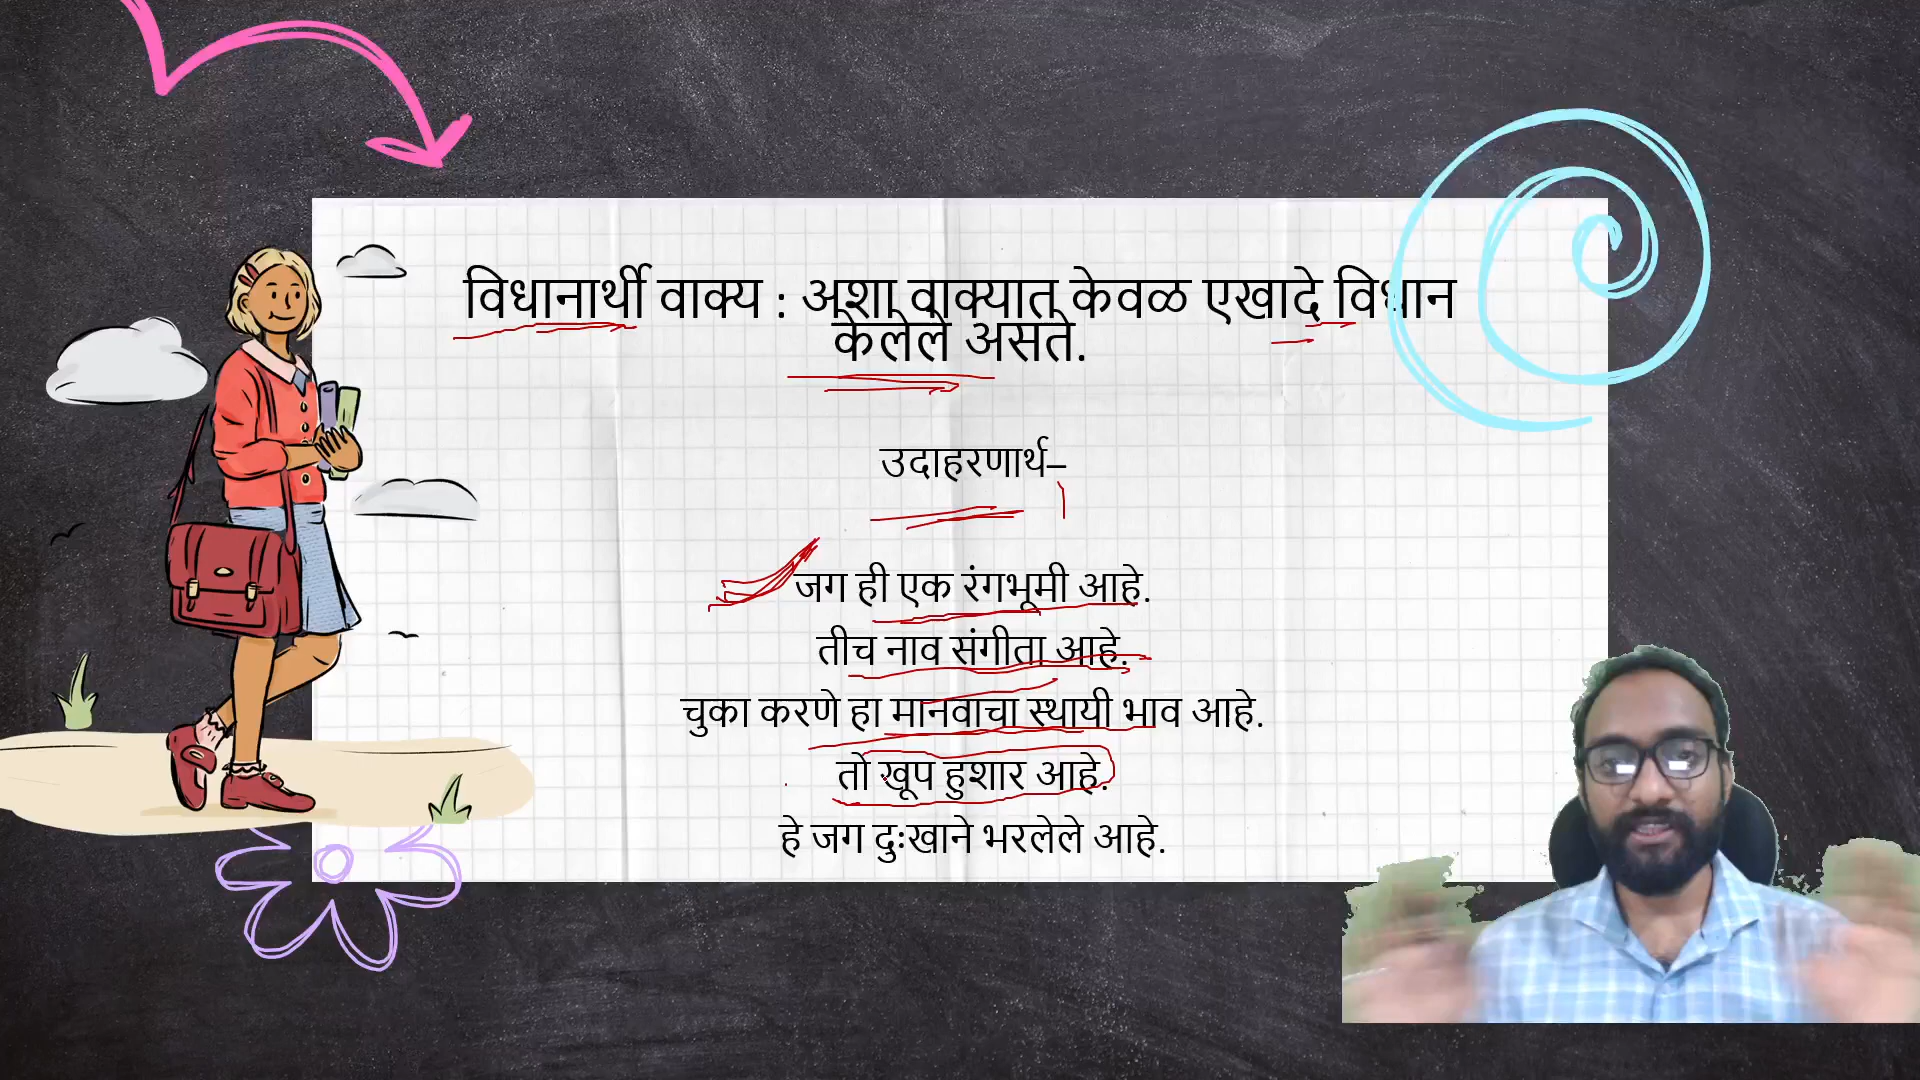 विधानार्थी वाक्य : अशा वाक्यात केवळ एखादे विधान
केलेले असते.
उदाहरणार्थ–
जग ही एक रंगभूमी आहे.
तीच नाव संगीता आहे.
चुका करणे हा मानवाचा स्थायी भाव आहे.
तो खूप हुशार आहे.
हे जग दुःखाने भरलेले आहे.